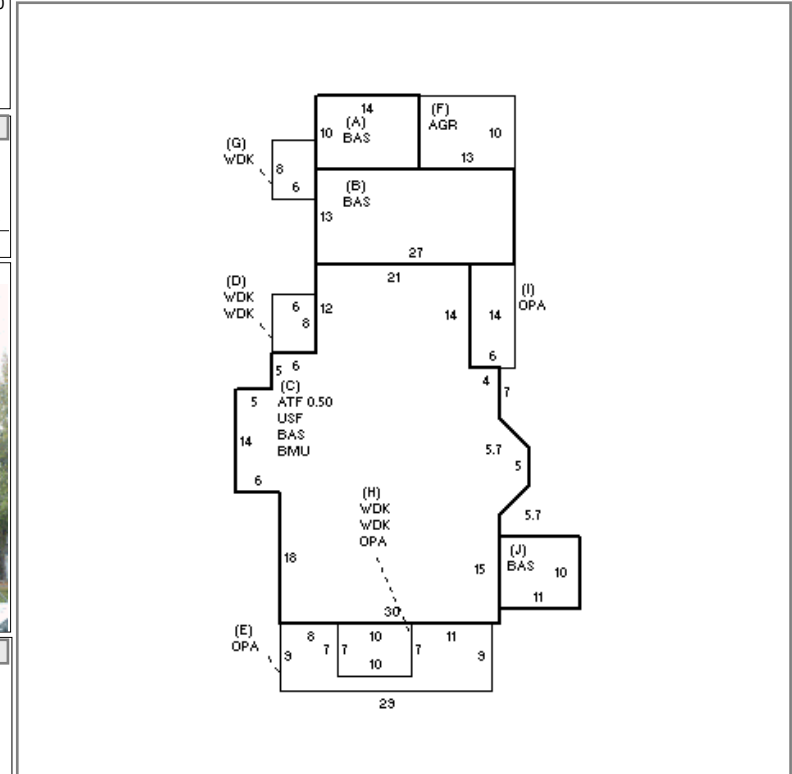 14
(A)
10
BAS
(F)
AGR
10
13
(G)
WDK
8
6
(B)
BAS
13
27
21
(D)
WDK
WDK
6
8
12
14
14
(I)
OPA
6
5
6
4
7
(C)
5
ATF 0.50
USF
BAS
BMU
14
6
5.7
5
5.7
(H)
WDK
WDK
OPA
18
15
(J)
BAS
10
11
30
(E)
OPA
8
10
11
9
7
7
7
9
10
29